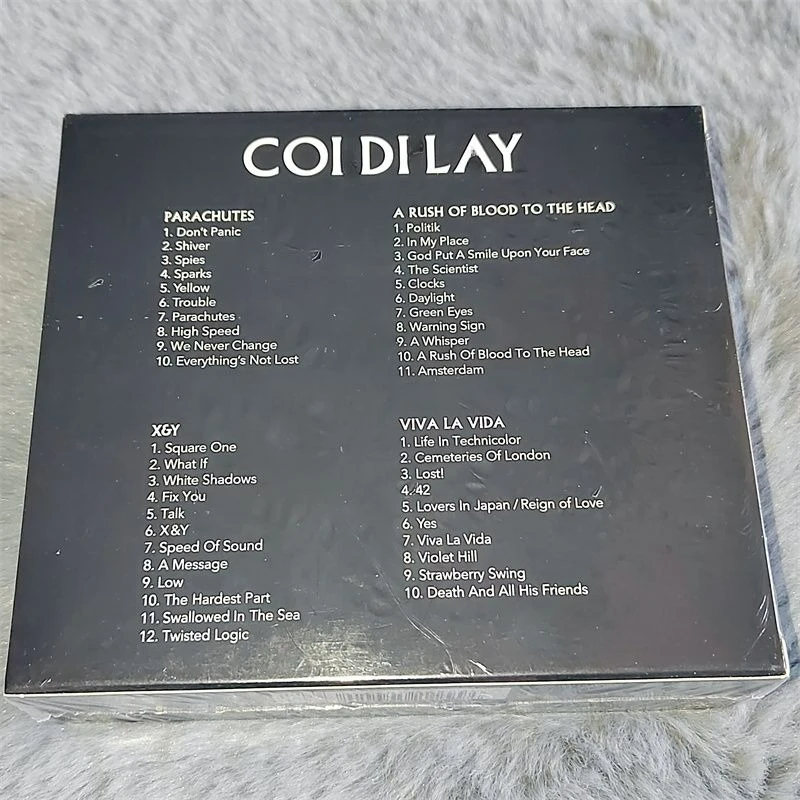 COI DI LAY
PARACHUTES
1. Don't Panic
2. Shiver
3. Spies
4. Sparks
5. Yellow
6. Trouble
7. Parachutes
8. High Speed
9. We Never Change
10. Everything's Not Lost
A RUSH OF BLOOD TO THE HEAD
1. Politik
2. In My Place
3. God Put A Smile Upon Your Face
4. The Scientist
5. Clocks
6. Daylight
7. Green Eyes
8. Warning Sign
9. A Whisper
10. A Rush Of Blood To The Head
11. Amsterdam
X&Y
1. Square One
2. What If
3. White Shadows
4. Fix You
5. Talk
6. X&Y
7. Speed Of Sound
8. A Message
9. Low
10. The Hardest Part
11. Swallowed In The Sea
12. Twisted Logic
VIVA LA VIDA
1. Life In Technicolor
2. Cemeteries Of London
3. Lost!
4. 42
5. Lovers In Japan / Reign of Love
6. Yes
7. Viva La Vida
8. Violet Hill
9. Strawberry Swing
10. Death And All His Friends